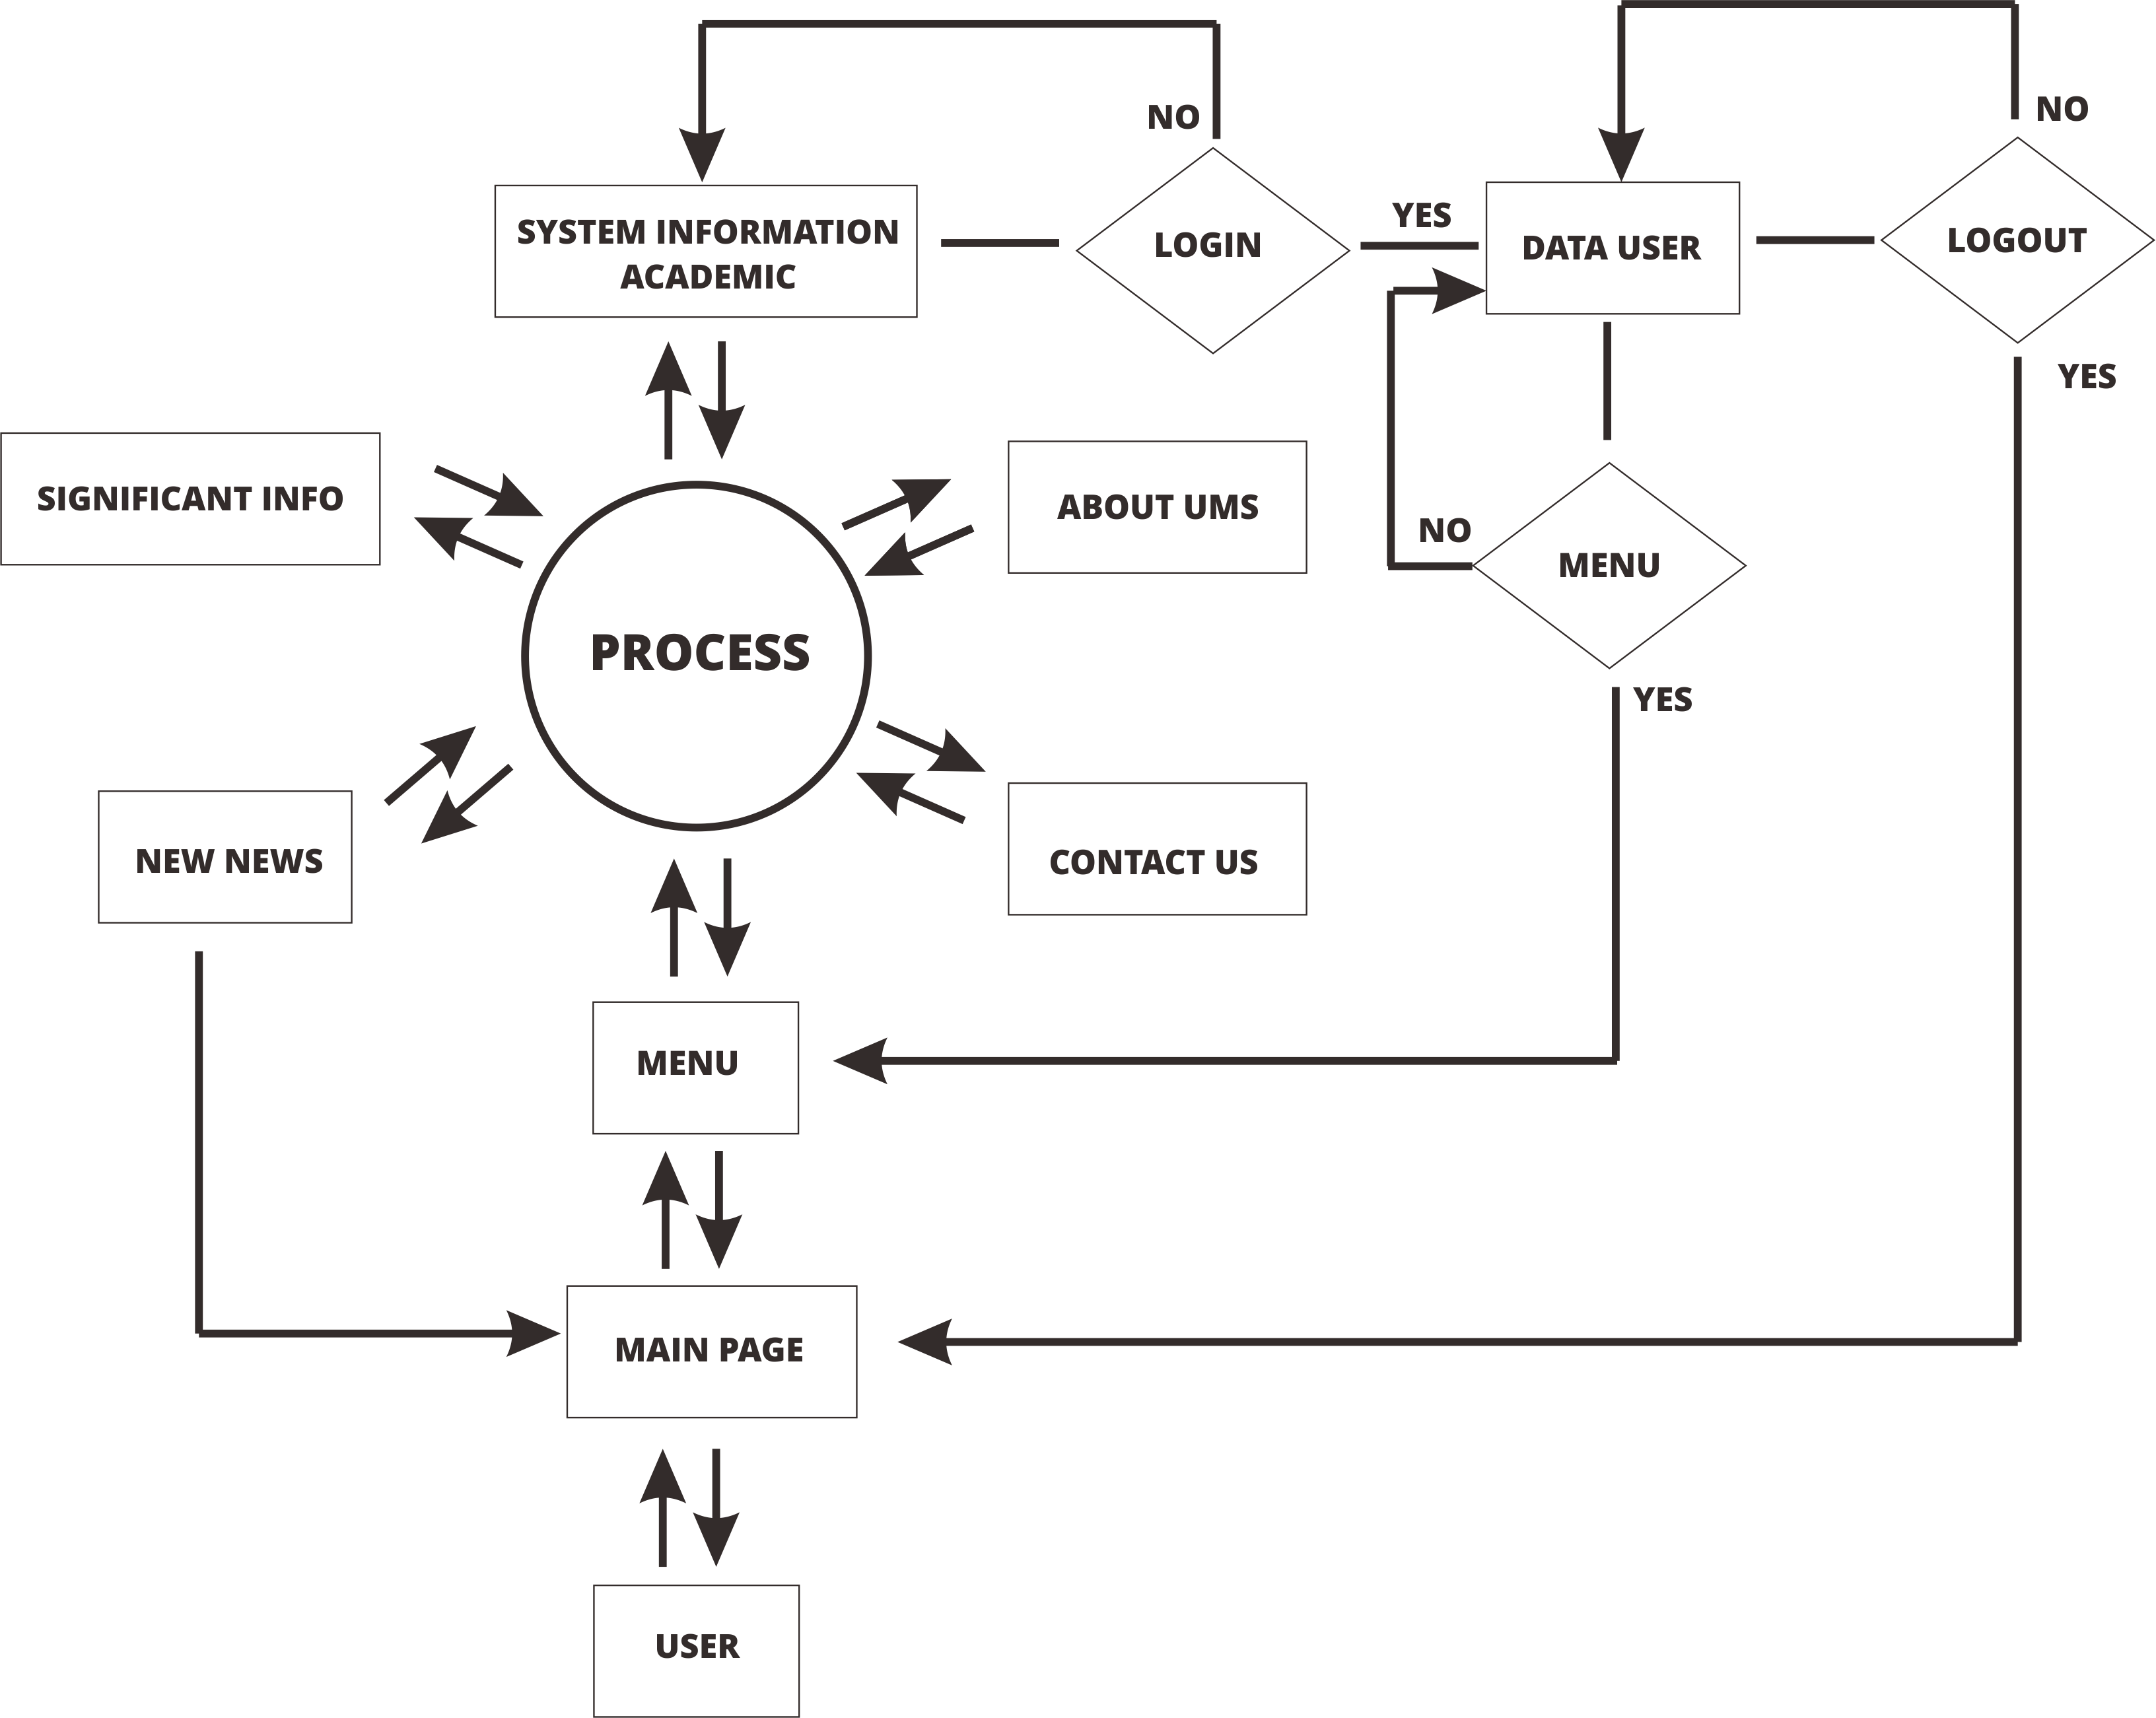 NO
NO
YES
SYSTEM INFORMATION
ACADEMIC
LOGIN
DATA USER
LOGOUT
YES
SIGNIFICANT INFO
ABOUT UMS
NO
MENU
PROCESS
YES
NEW NEWS
CONTACT US
MENU
MAIN PAGE
USER